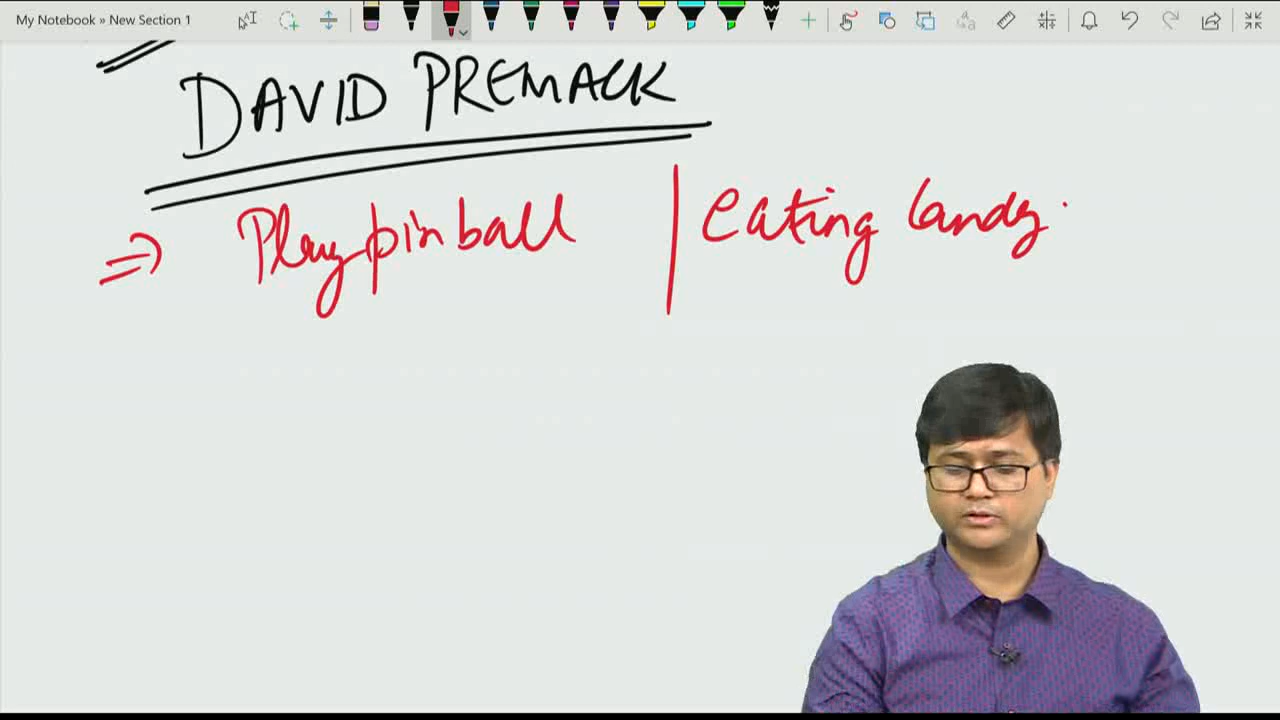 My Notebook » New Section 1
DAVID PREMACK
⇒ Play pinball | eating candy.